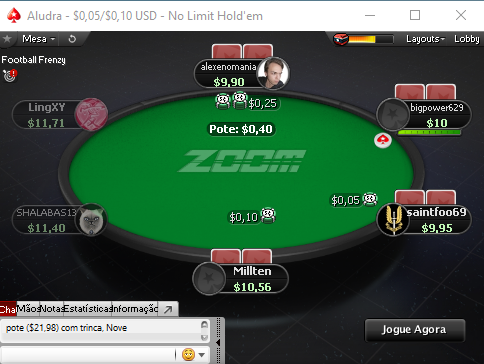 Aludra - $0,05/$0,10 USD - No Limit Hold'em
Mesa
Layouts
Lobby
Football Frenzy
alexenomania
$9,90
LingXY
$11,71
$0,25
bigpower629
$10
Pote: $0,40
ZOOM
SHALABAS13
$11,40
$0,10
$0,05
saintfoo69
$9,95
Millten
$10,56
Cha
Mãos
Notas
Estatísticas
Informação
pote ($21,98) com trinca, Nove
Jogue Agora